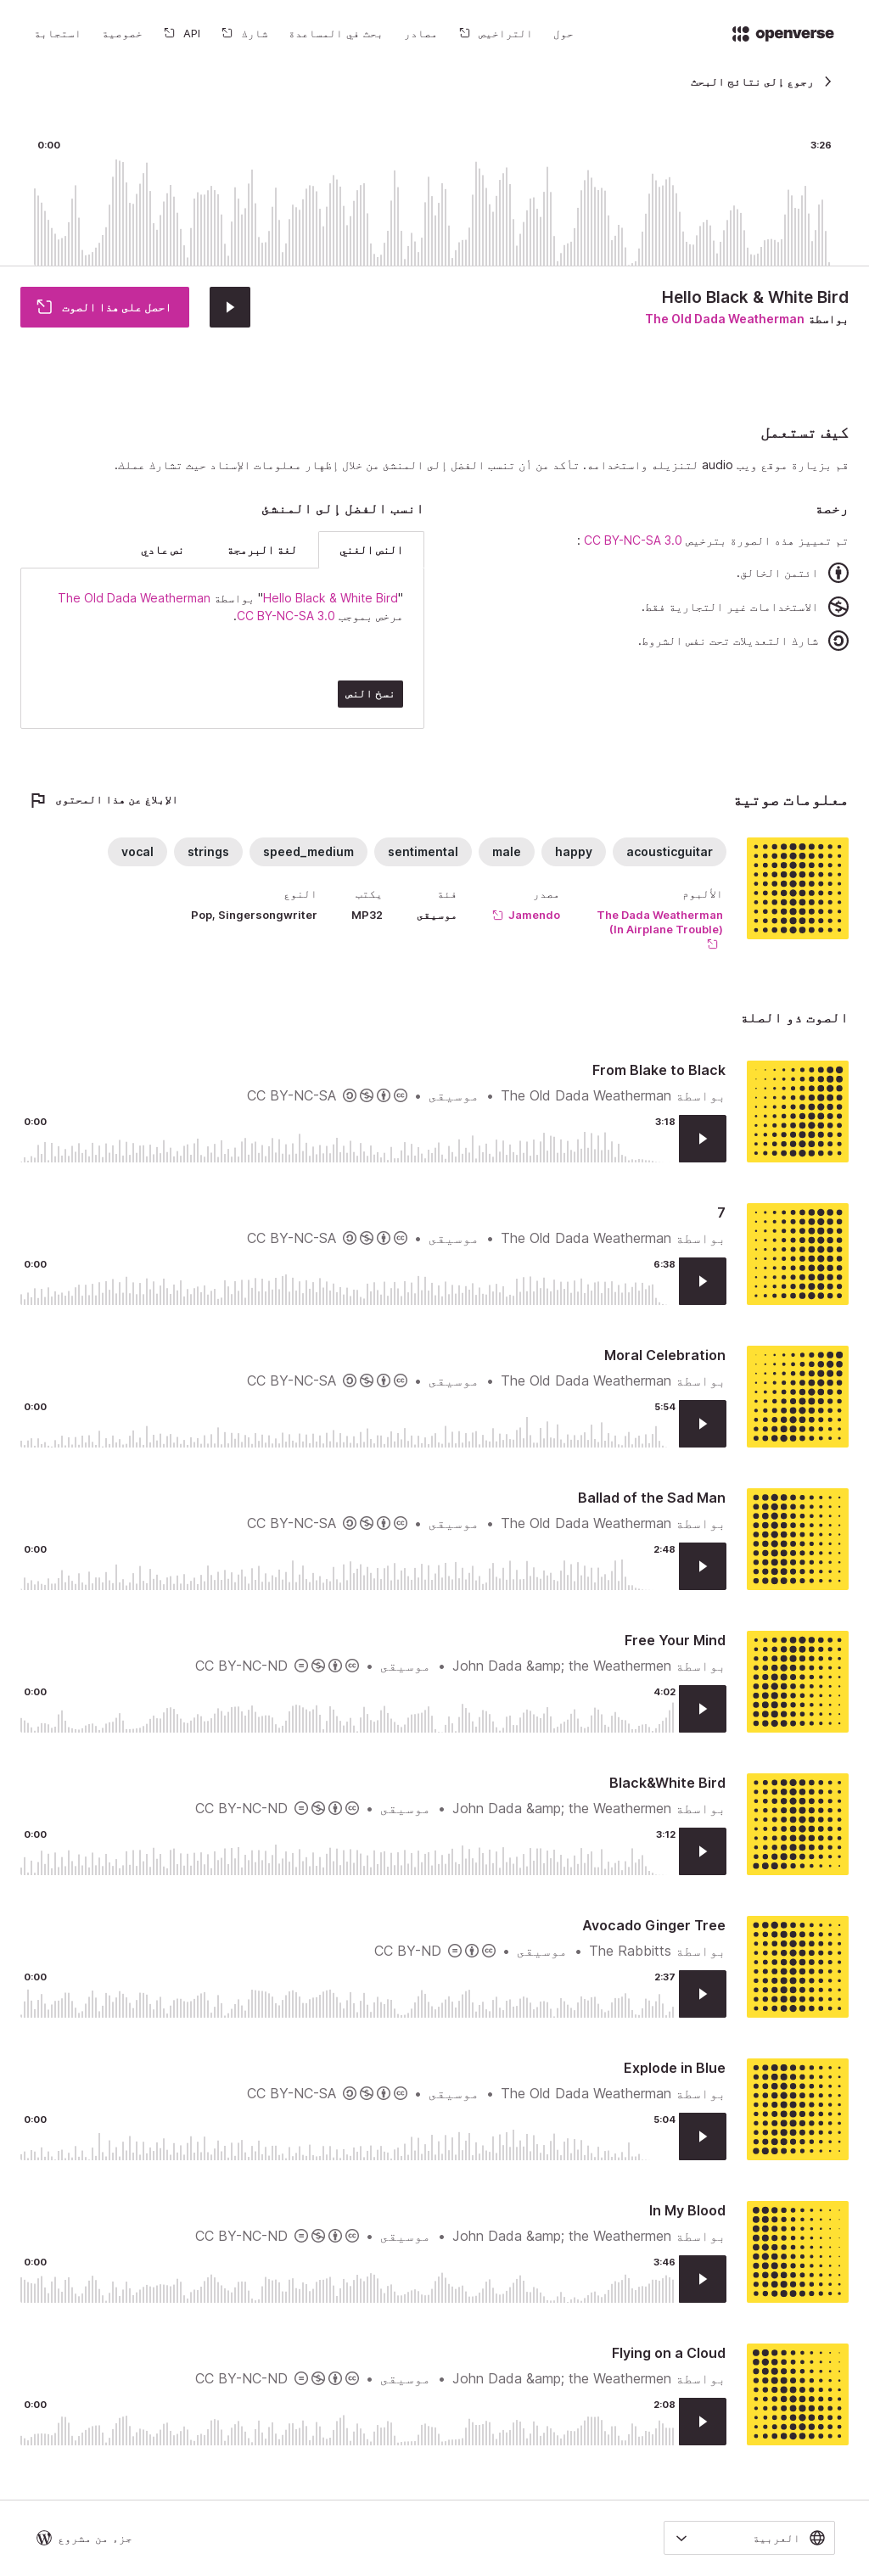 openverse
حول
التراخيص
مصادر
بحث في المساعدة
شارك
API
خصوصية
استجابة
رجوع إلى نتائج البحث
0:00
3:26
Hello Black & White Bird
بواسطة The Old Dada Weatherman
احصل على هذا الصوت
كيف تستعمل
قم بزيارة موقع ويب audio لتنزيله واستخدامه. تأكد من أن تنسب الفضل إلى المنشئ من خلال إظهار معلومات الإسناد حيث تشارك عملك.
رخصة
تم تمييز هذه الصورة بترخيص CC BY-NC-SA 3.0 :
ائتمن الخالق.
الاستخدامات غير التجارية فقط.
شارك التعديلات تحت نفس الشروط.
انسب الفضل إلى المنشئ
النص الغني
لغة البرمجة
نص عادي
"Hello Black & White Bird" بواسطة The Old Dada Weatherman
مرخص بموجب CC BY-NC-SA 3.0.
نسخ النص
معلومات صوتية
الإبلاغ عن هذا المحتوى
acousticguitar
happy
male
sentimental
speed_medium
strings
vocal
الألبوم
The Dada Weatherman
(In Airplane Trouble)
مصدر
Jamendo
فئة
موسيقى
يكتب
MP32
النوع
Pop, Singersongwriter
الصوت ذو الصلة
From Blake to Black
بواسطة The Old Dada Weatherman • موسيقى • CC BY-NC-SA
0:00
3:18
7
بواسطة The Old Dada Weatherman • موسيقى • CC BY-NC-SA
0:00
6:38
Moral Celebration
بواسطة The Old Dada Weatherman • موسيقى • CC BY-NC-SA
0:00
5:54
Ballad of the Sad Man
بواسطة The Old Dada Weatherman • موسيقى • CC BY-NC-SA
0:00
2:48
Free Your Mind
بواسطة John Dada &amp;amp; the Weathermen • موسيقى • CC BY-NC-ND
0:00
4:02
Black&White Bird
بواسطة John Dada &amp;amp; the Weathermen • موسيقى • CC BY-NC-ND
0:00
3:12
Avocado Ginger Tree
بواسطة The Rabbitts • موسيقى • CC BY-ND
0:00
2:37
Explode in Blue
بواسطة The Old Dada Weatherman • موسيقى • CC BY-NC-SA
0:00
5:04
In My Blood
بواسطة John Dada &amp;amp; the Weathermen • موسيقى • CC BY-NC-ND
0:00
3:46
Flying on a Cloud
بواسطة John Dada &amp;amp; the Weathermen • موسيقى • CC BY-NC-ND
0:00
2:08
العربية
جزء من مشروع